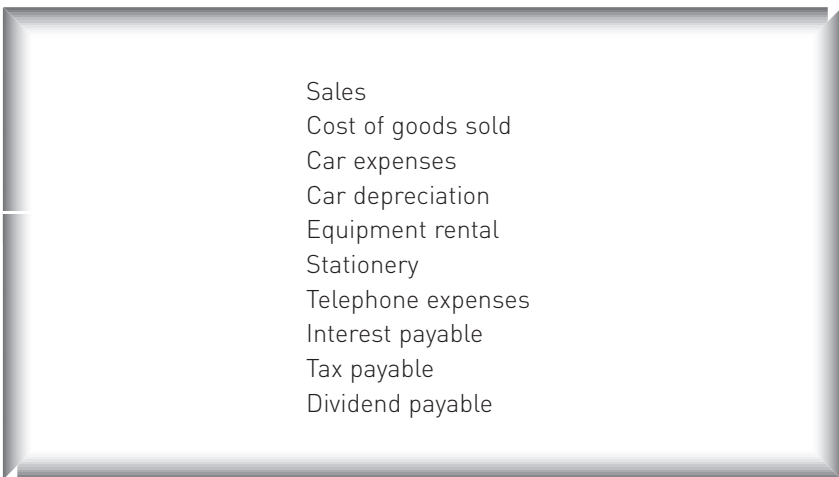 Sales
Cost of goods sold
Car expenses
Car depreciation
Equipment rental
Stationery
Telephone expenses
Interest payable
Tax payable
Dividend payable